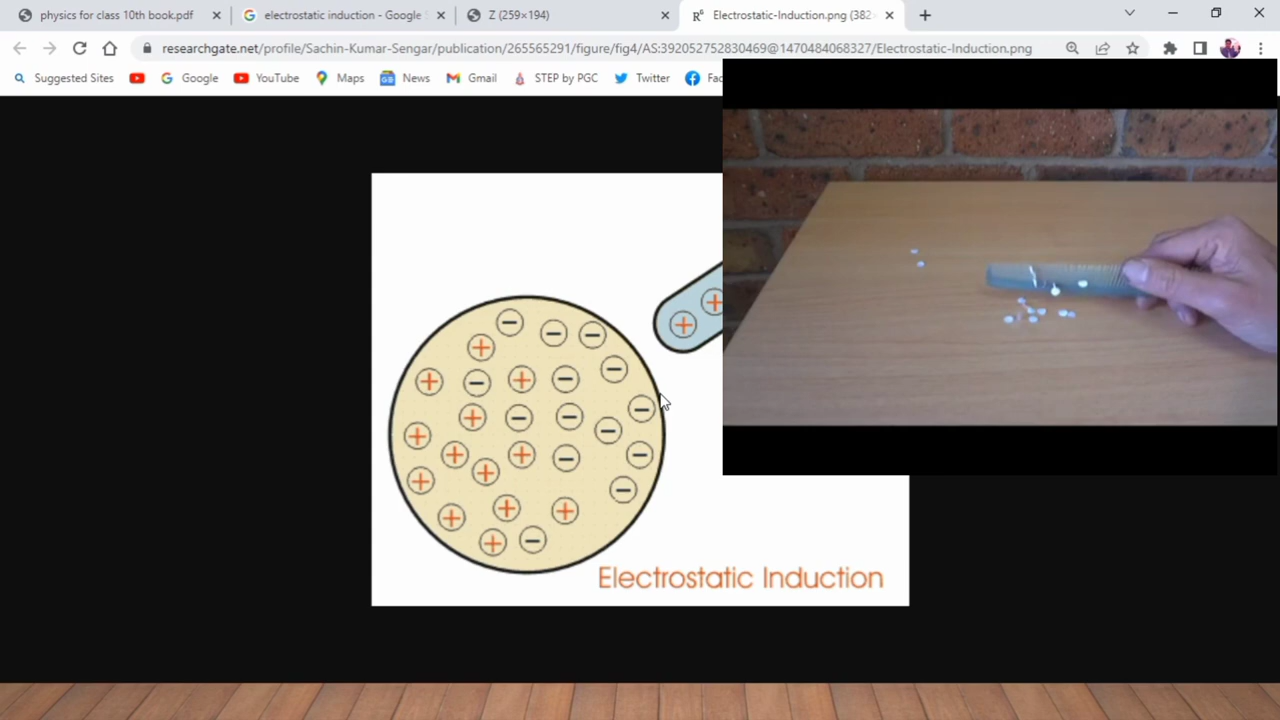 physics for class 10th book.pdf
electrostatic induction - Google
Z (259×194)
R⁶ Electrostatic-Induction.png (382
researchgate.net/profile/Sachin-Kumar-Sengar/publication/265565291/figure/fig4/AS:392052752830469@1470484068327/Electrostatic-Induction.png
Suggested Sites Google YouTube Maps GE News Gmail STEP by PGC Twitter
Electrostatic Induction